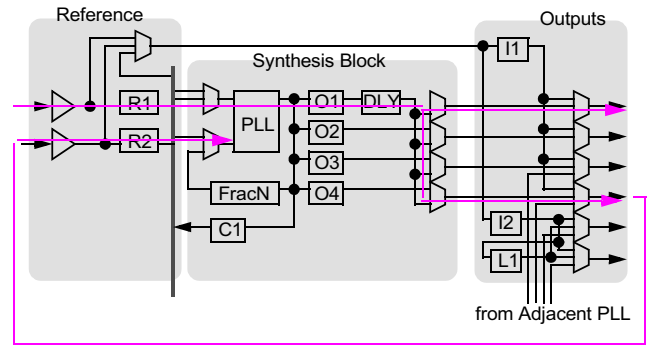 Reference
Outputs
Synthesis Block
I1
R1
O1
DLY
PLL
R2
O2
O3
FracN
O4
C1
I2
L1
from Adjacent PLL